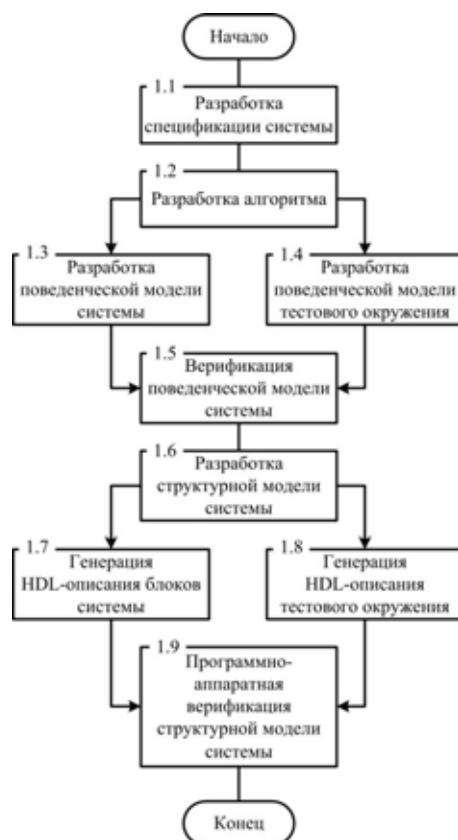 Начало
1.1
Разработка
спецификации системы
1.2
Разработка алгоритма
1.3
Разработка
поведенческой модели
системы
1.4
Разработка
поведенческой модели
тестового окружения
1.5
Верификация
поведенческой модели
системы
1.6
Разработка
структурной модели
системы
1.7
Генерация
HDL-описания блоков
системы
1.8
Генерация
HDL-описания
тестового окружения
1.9
Программно-
аппаратная
верификация
структурной модели
системы
Конец